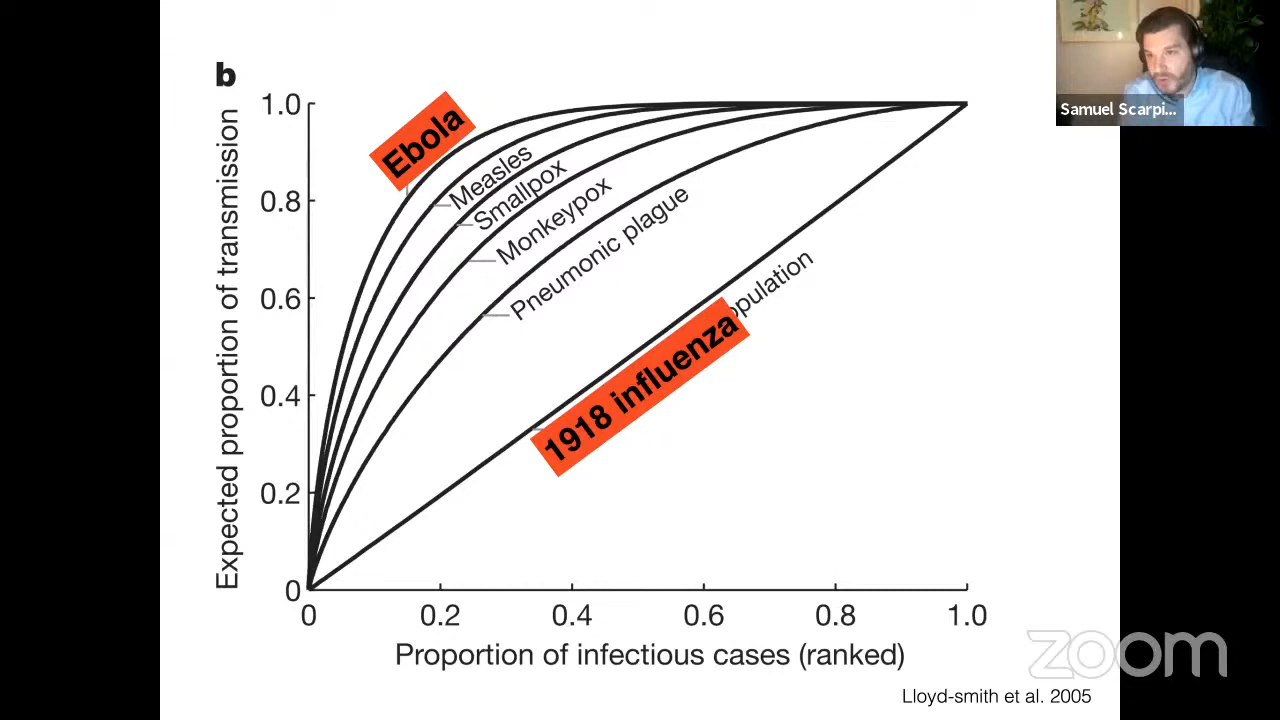 b
Expected proportion of transmission
1.0
0.8
0.6
0.4
0.2
0
Ebola
Measles
Smallpox
Monkeypox
Pneumonic plague
opulation
1918 influenza
0
0.2
0.4
0.6
0.8
1.0
Proportion of infectious cases (ranked)
Lloyd-smith et al. 2005
Samuel Scarpi...
zoom